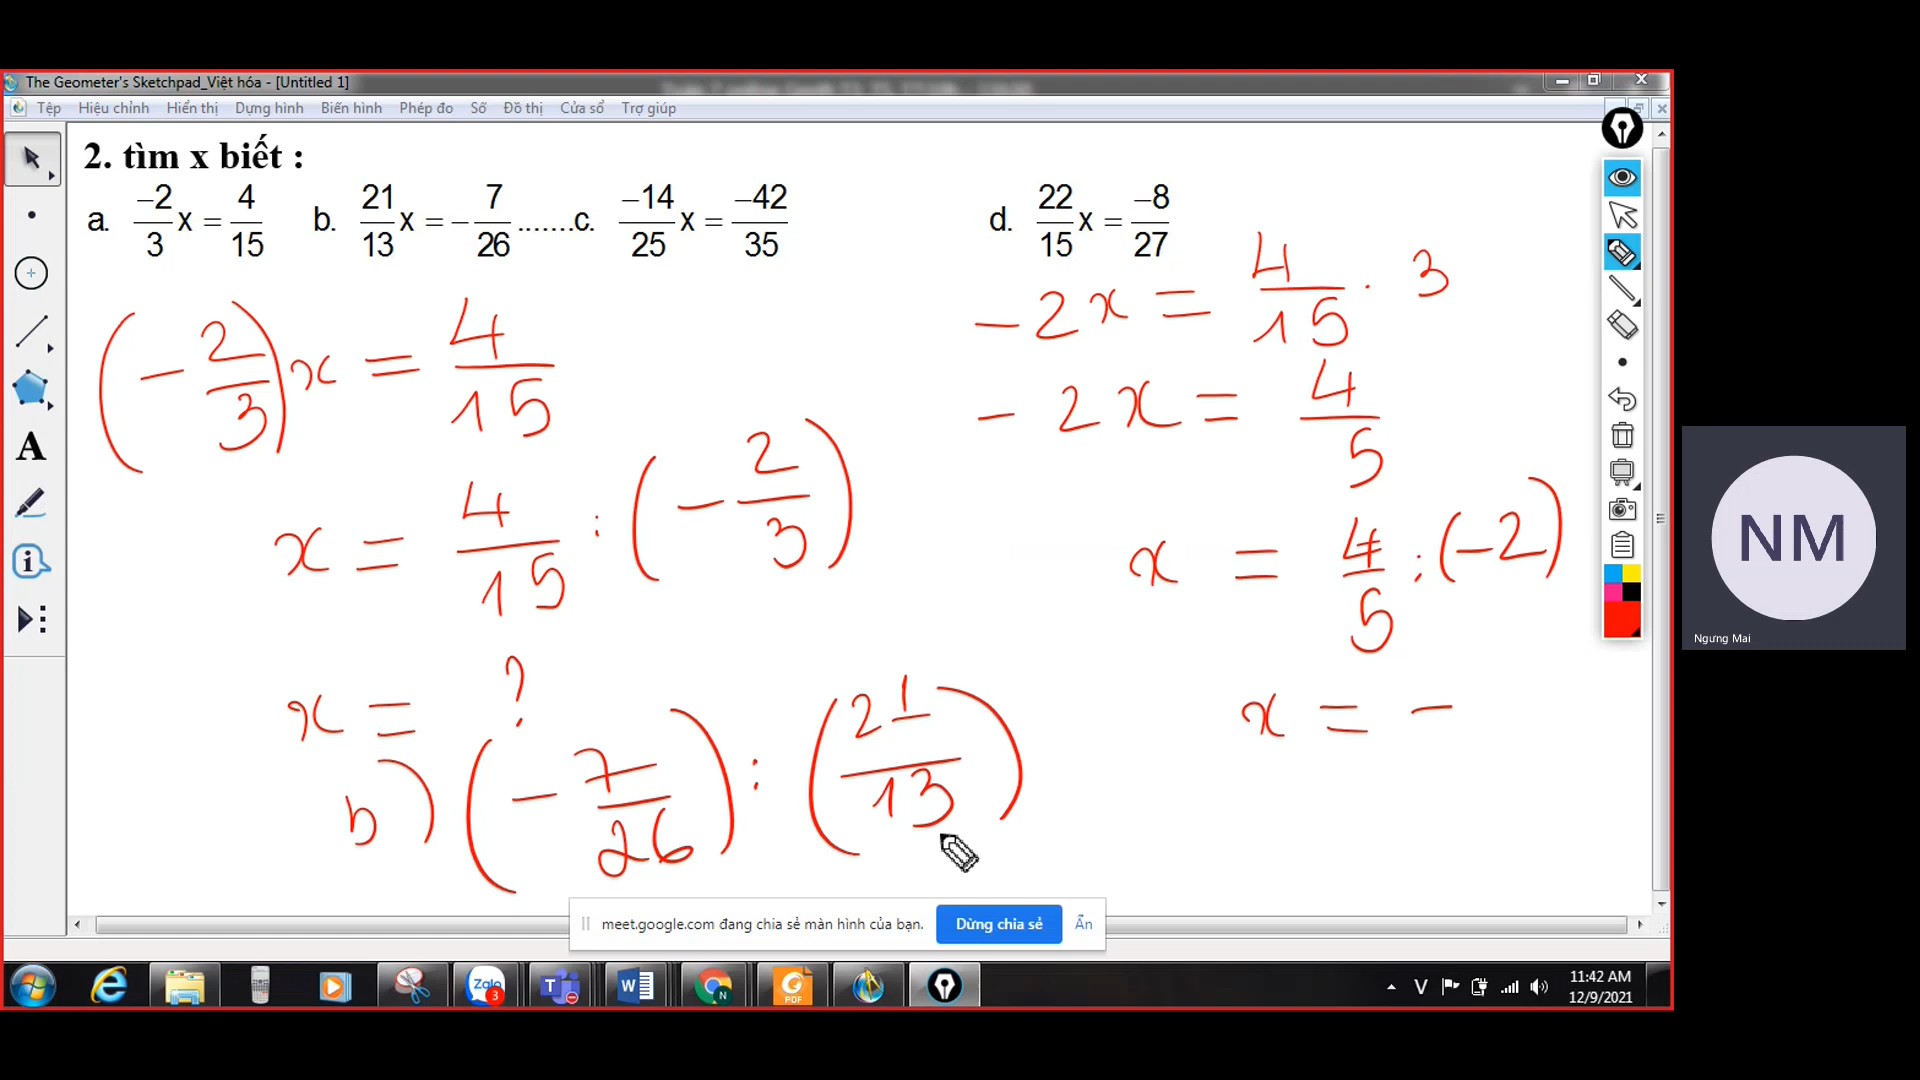 The Geometer's Sketchpad_Việt hóa - [Untitled 1]
Tệp Hiệu chỉnh Hiển thị Dựng hình Biến hình Phép đo Số Đồ thị Cửa sổ Trợ giúp
2. tìm x biết :
a. −2/3 x = 4/15 b. 21/13 x = − 7/26 .......c. −14/25 x = −42/35 d. 22/15 x = −8/27
(− 2/3) x = 4/15
x = 4/15 : (− 2/3)
x = ?
b) (− 7/26) : (21/13)
− 2x = 4/15 . 3
− 2x = 4/5
x = 4/5 : (−2)
x = −
A
NM
Ngưng Mai
meet.google.com đang chia sẻ màn hình của bạn. Dừng chia sẻ Ẩn
Zalo 3
T
W
N
PDF
V
11:42 AM
12/9/2021